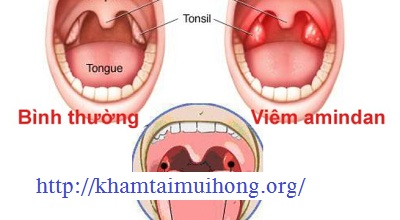 Tonsil
Tongue
Bình thường
Viêm amindan
http://khamtaimuihong.org/